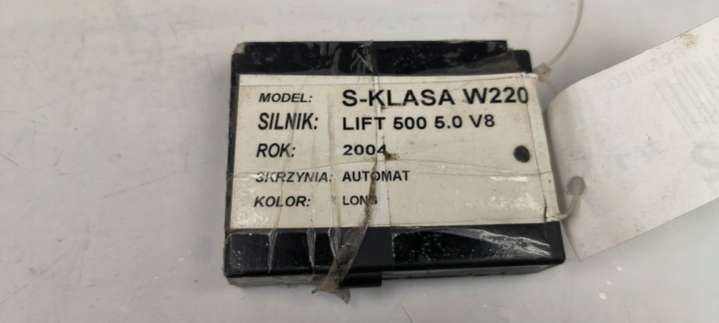 MODEL: S-KLASA W220
SILNIK: LIFT 500 5.0 V8
ROK: 2004
SKRZYNIA: AUTOMAT
KOLOR: LONG